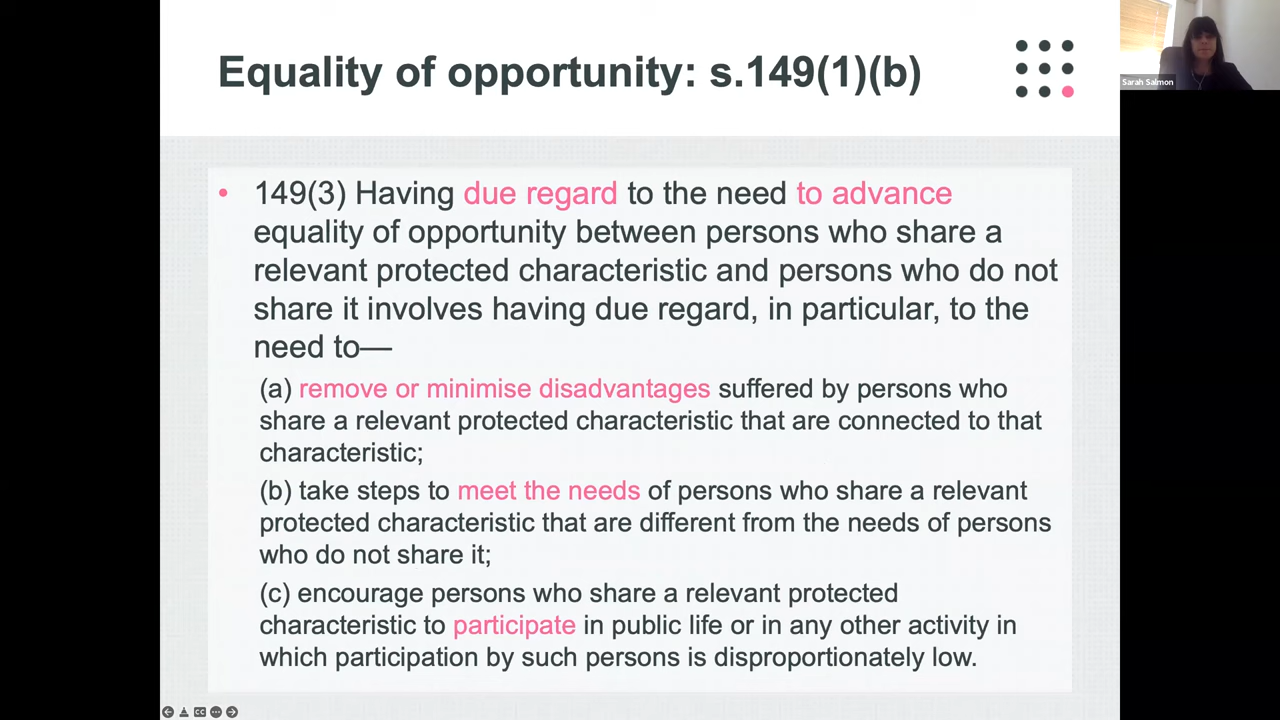 Equality of opportunity: s.149(1)(b)
Sarah Salmon
• 149(3) Having due regard to the need to advance
equality of opportunity between persons who share a
relevant protected characteristic and persons who do not
share it involves having due regard, in particular, to the
need to—
(a) remove or minimise disadvantages suffered by persons who
share a relevant protected characteristic that are connected to that
characteristic;
(b) take steps to meet the needs of persons who share a relevant
protected characteristic that are different from the needs of persons
who do not share it;
(c) encourage persons who share a relevant protected
characteristic to participate in public life or in any other activity in
which participation by such persons is disproportionately low.
CC